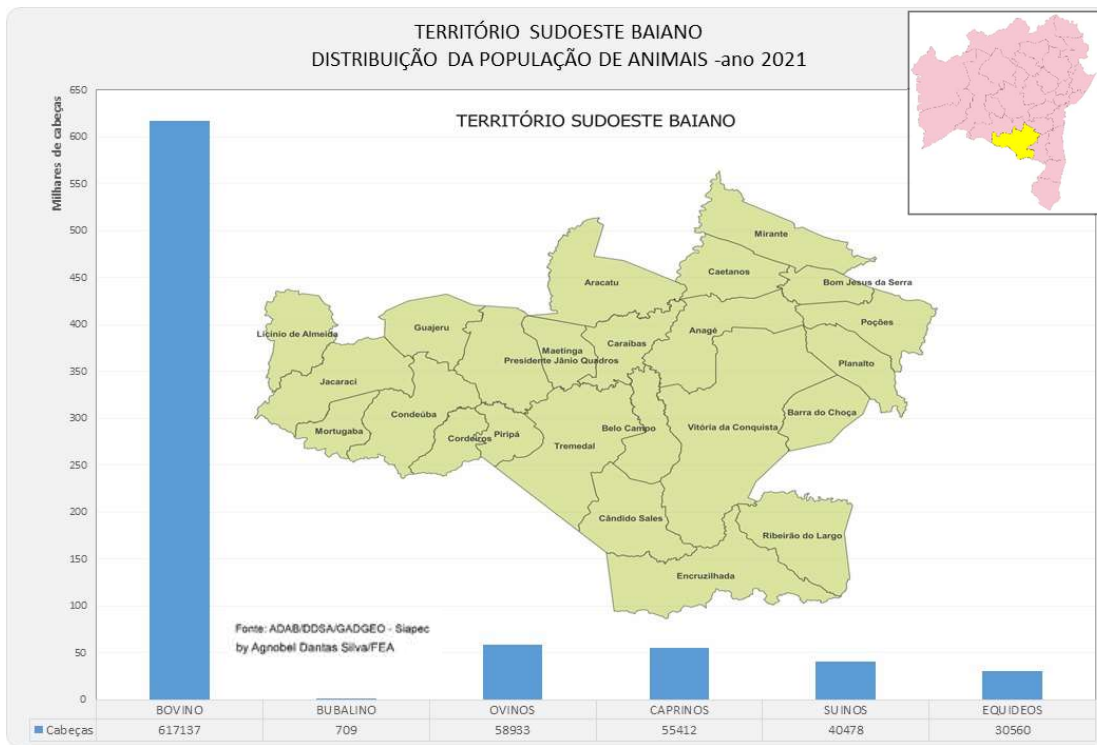 TERRITÓRIO SUDOESTE BAIANO
DISTRIBUIÇÃO DA POPULAÇÃO DE ANIMAIS -ano 2021
Milhares de cabeças
650
600
550
500
450
400
350
300
250
200
150
100
50
0
TERRITÓRIO SUDOESTE BAIANO
Mirante
Caetanos
Bom Jesus da Serra
Aracatu
Poções
Licínio de Almeida
Guajeru
Anagé
Maetinga
Caraíbas
Presidente Jânio Quadros
Planalto
Jacaraci
Condeúba
Barra do Choça
Mortugaba
Cordeiros
Piripá
Belo Campo
Vitória da Conquista
Tremedal
Cândido Sales
Ribeirão do Largo
Encruzilhada
Fonte: ADAB/DDSA/GADGEO - Siapec
by Agnobel Dantas Silva/FEA
BOVINO BUBALINO OVINOS CAPRINOS SUINOS EQUIDEOS
Cabeças 617137 709 58933 55412 40478 30560